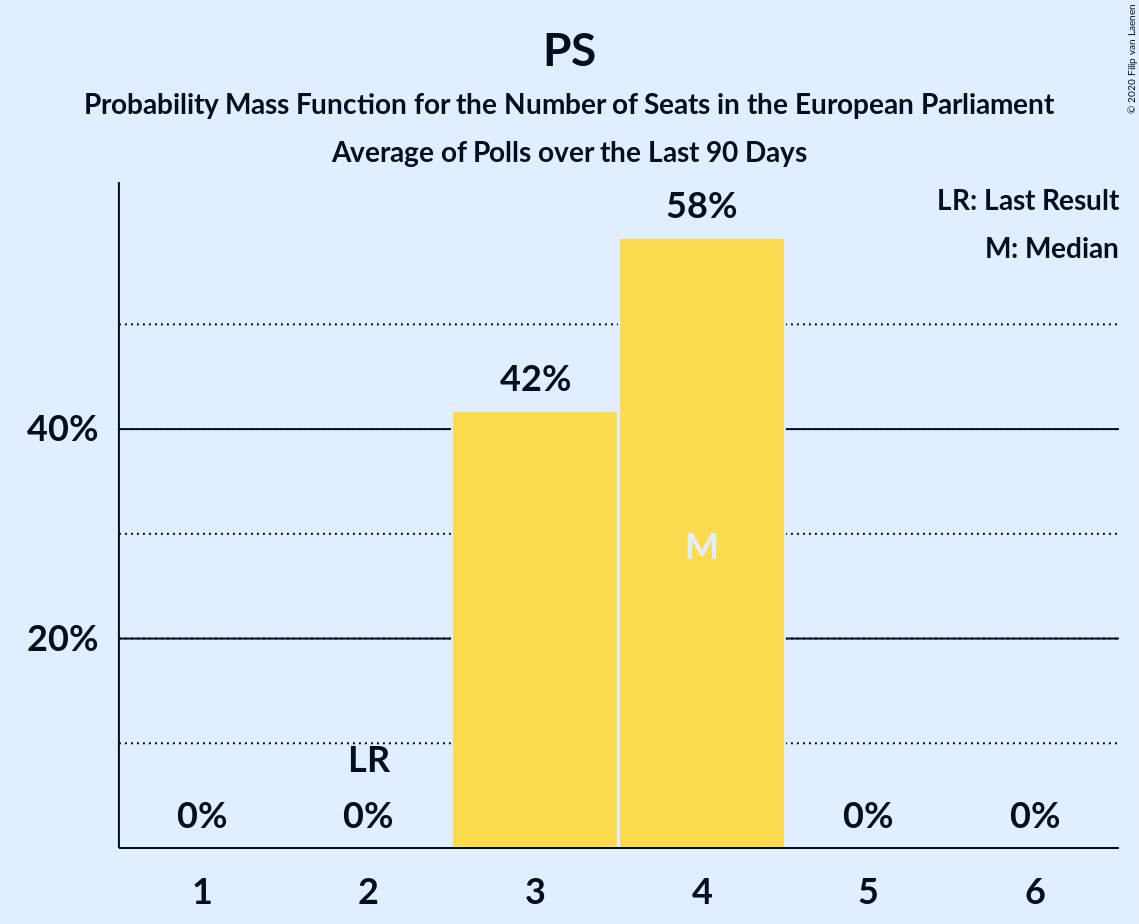 PS
Probability Mass Function for the Number of Seats in the European Parliament
Average of Polls over the Last 90 Days
© 2020 Filip van Laenen
LR: Last Result
M: Median
58%
42%
40%
M
20%
LR
0%
0%
0%
0%
1
2
3
4
5
6